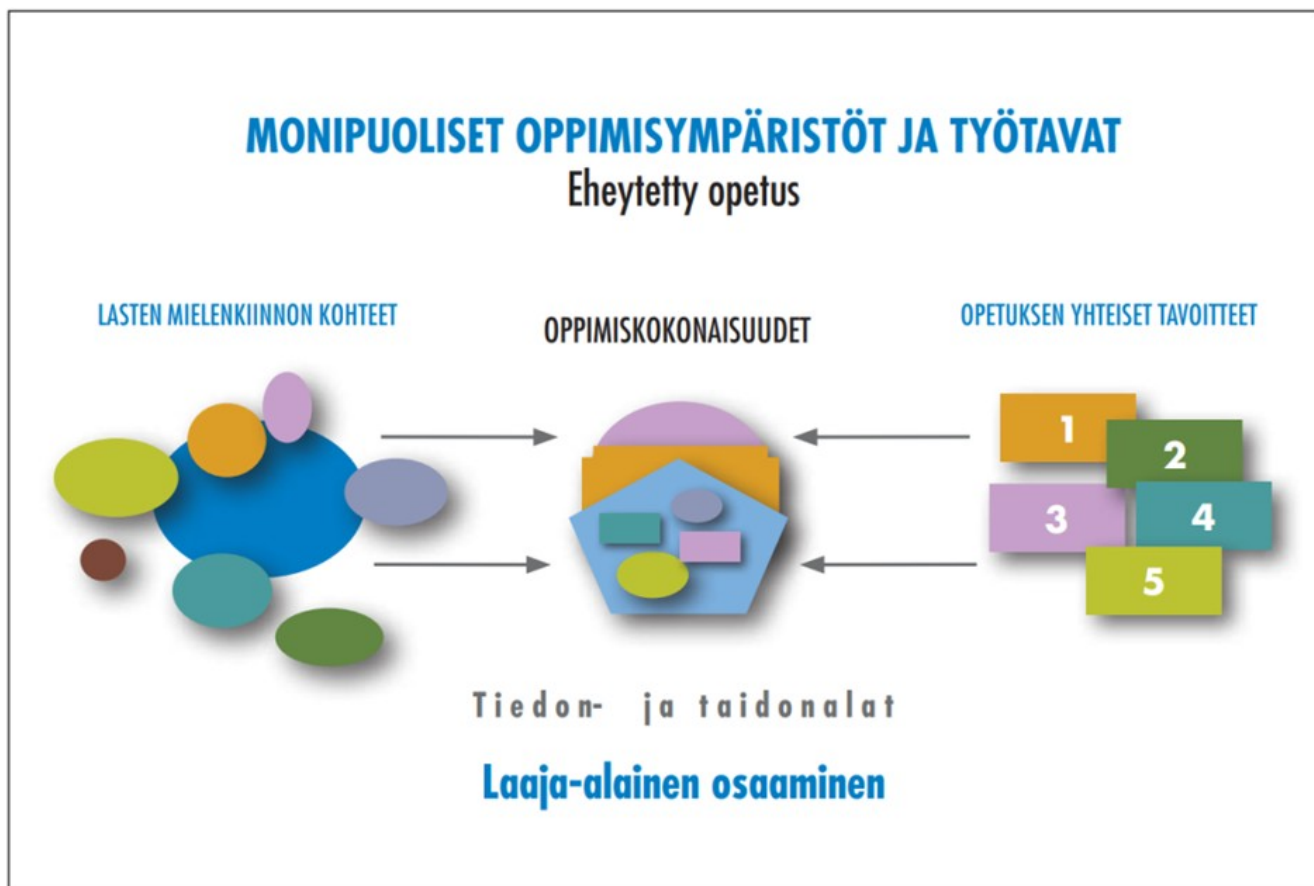 MONIPUOLISET OPPIMISYMPÄRISTÖT JA TYÖTAVAT
Eheytetty opetus
LASTEN MIELENKIINNON KOHTEET
OPPIMISKOKONAISUUDET
OPETUKSEN YHTEISET TAVOITTEET
1
2
3
4
5
Tiedon- ja taidonalat
Laaja-alainen osaaminen